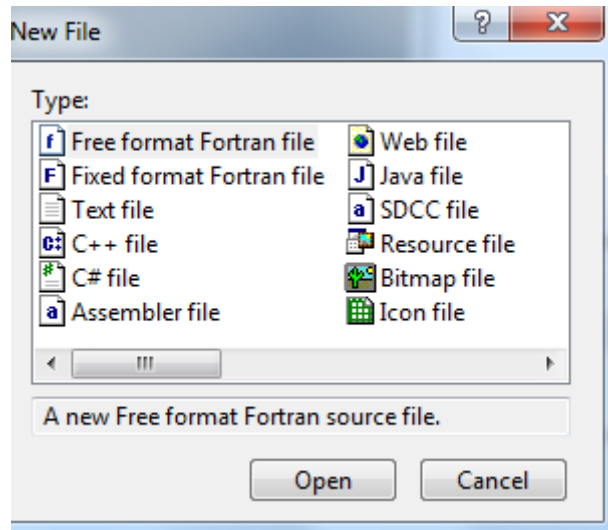 New File
Type:
Free format Fortran file
Fixed format Fortran file
Text file
C++ file
C# file
Assembler file
Web file
Java file
SDCC file
Resource file
Bitmap file
Icon file
A new Free format Fortran source file.
Open
Cancel